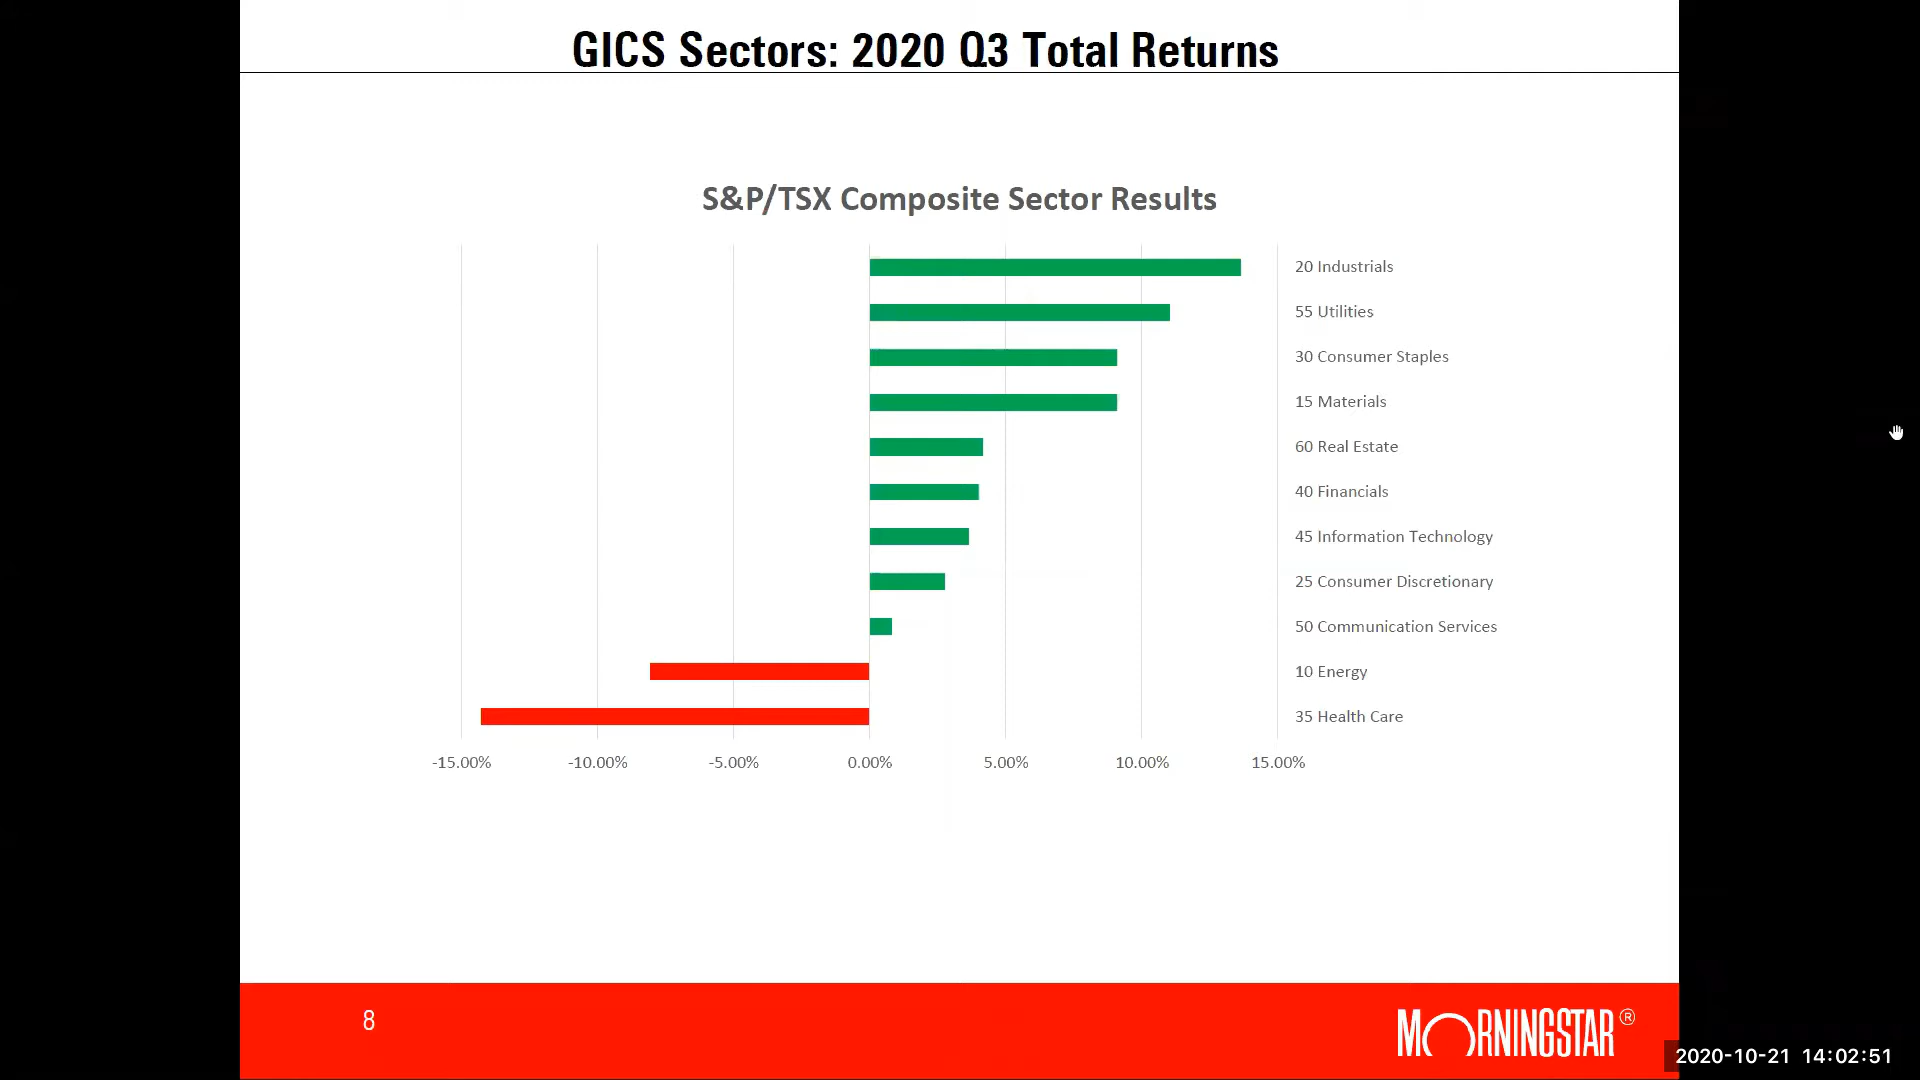 GICS Sectors: 2020 Q3 Total Returns
S&P/TSX Composite Sector Results
20 Industrials
55 Utilities
30 Consumer Staples
15 Materials
60 Real Estate
40 Financials
45 Information Technology
25 Consumer Discretionary
50 Communication Services
10 Energy
35 Health Care
-15.00% -10.00% -5.00% 0.00% 5.00% 10.00% 15.00%
8
MORNINGSTAR®
2020-10-21 14:02:51